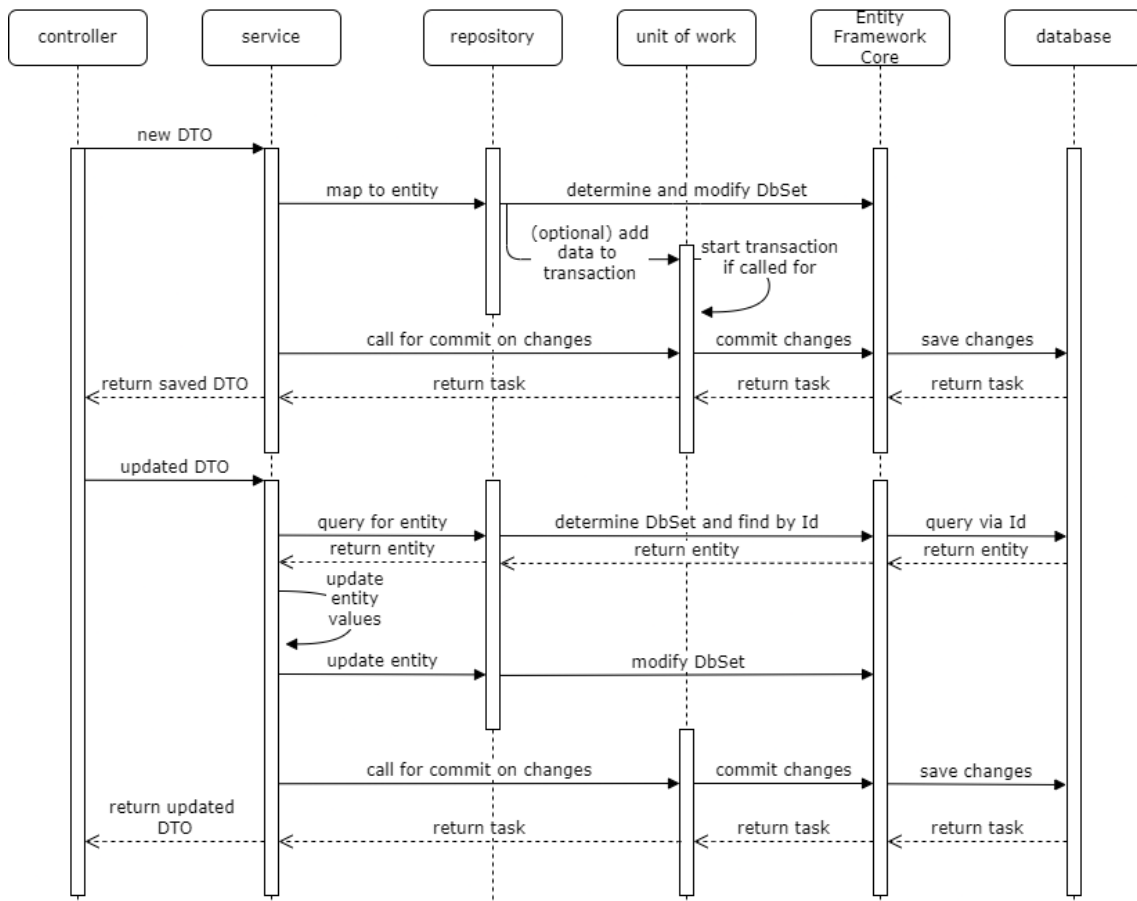 controller
service
repository
unit of work
Entity
Framework
Core
database
new DTO
map to entity
determine and modify DbSet
(optional) add
data to
transaction
start transaction
if called for
call for commit on changes
commit changes
save changes
return saved DTO
return task
return task
return task
updated DTO
query for entity
determine DbSet and find by Id
query via Id
return entity
return entity
return entity
update
entity
values
update entity
modify DbSet
call for commit on changes
commit changes
save changes
return updated
DTO
return task
return task
return task